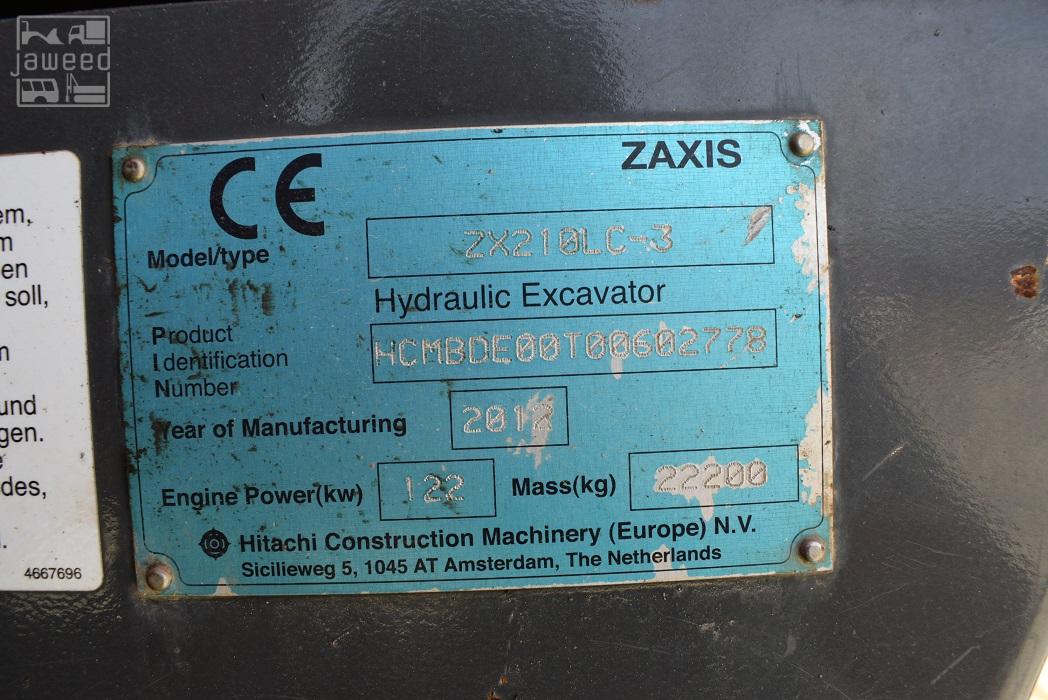 jaweed
em,
m
en
soll,
n
und
gen.
e
des,
l.
4667696
CE
ZAXIS
Model/type ZX210LC-3
Hydraulic Excavator
Product
Identification
Number
HCMBDE00T00602778
Year of Manufacturing 2012
Engine Power(kw) 122 Mass(kg) 22200
Hitachi Construction Machinery (Europe) N.V.
Sicilieweg 5, 1045 AT Amsterdam, The Netherlands